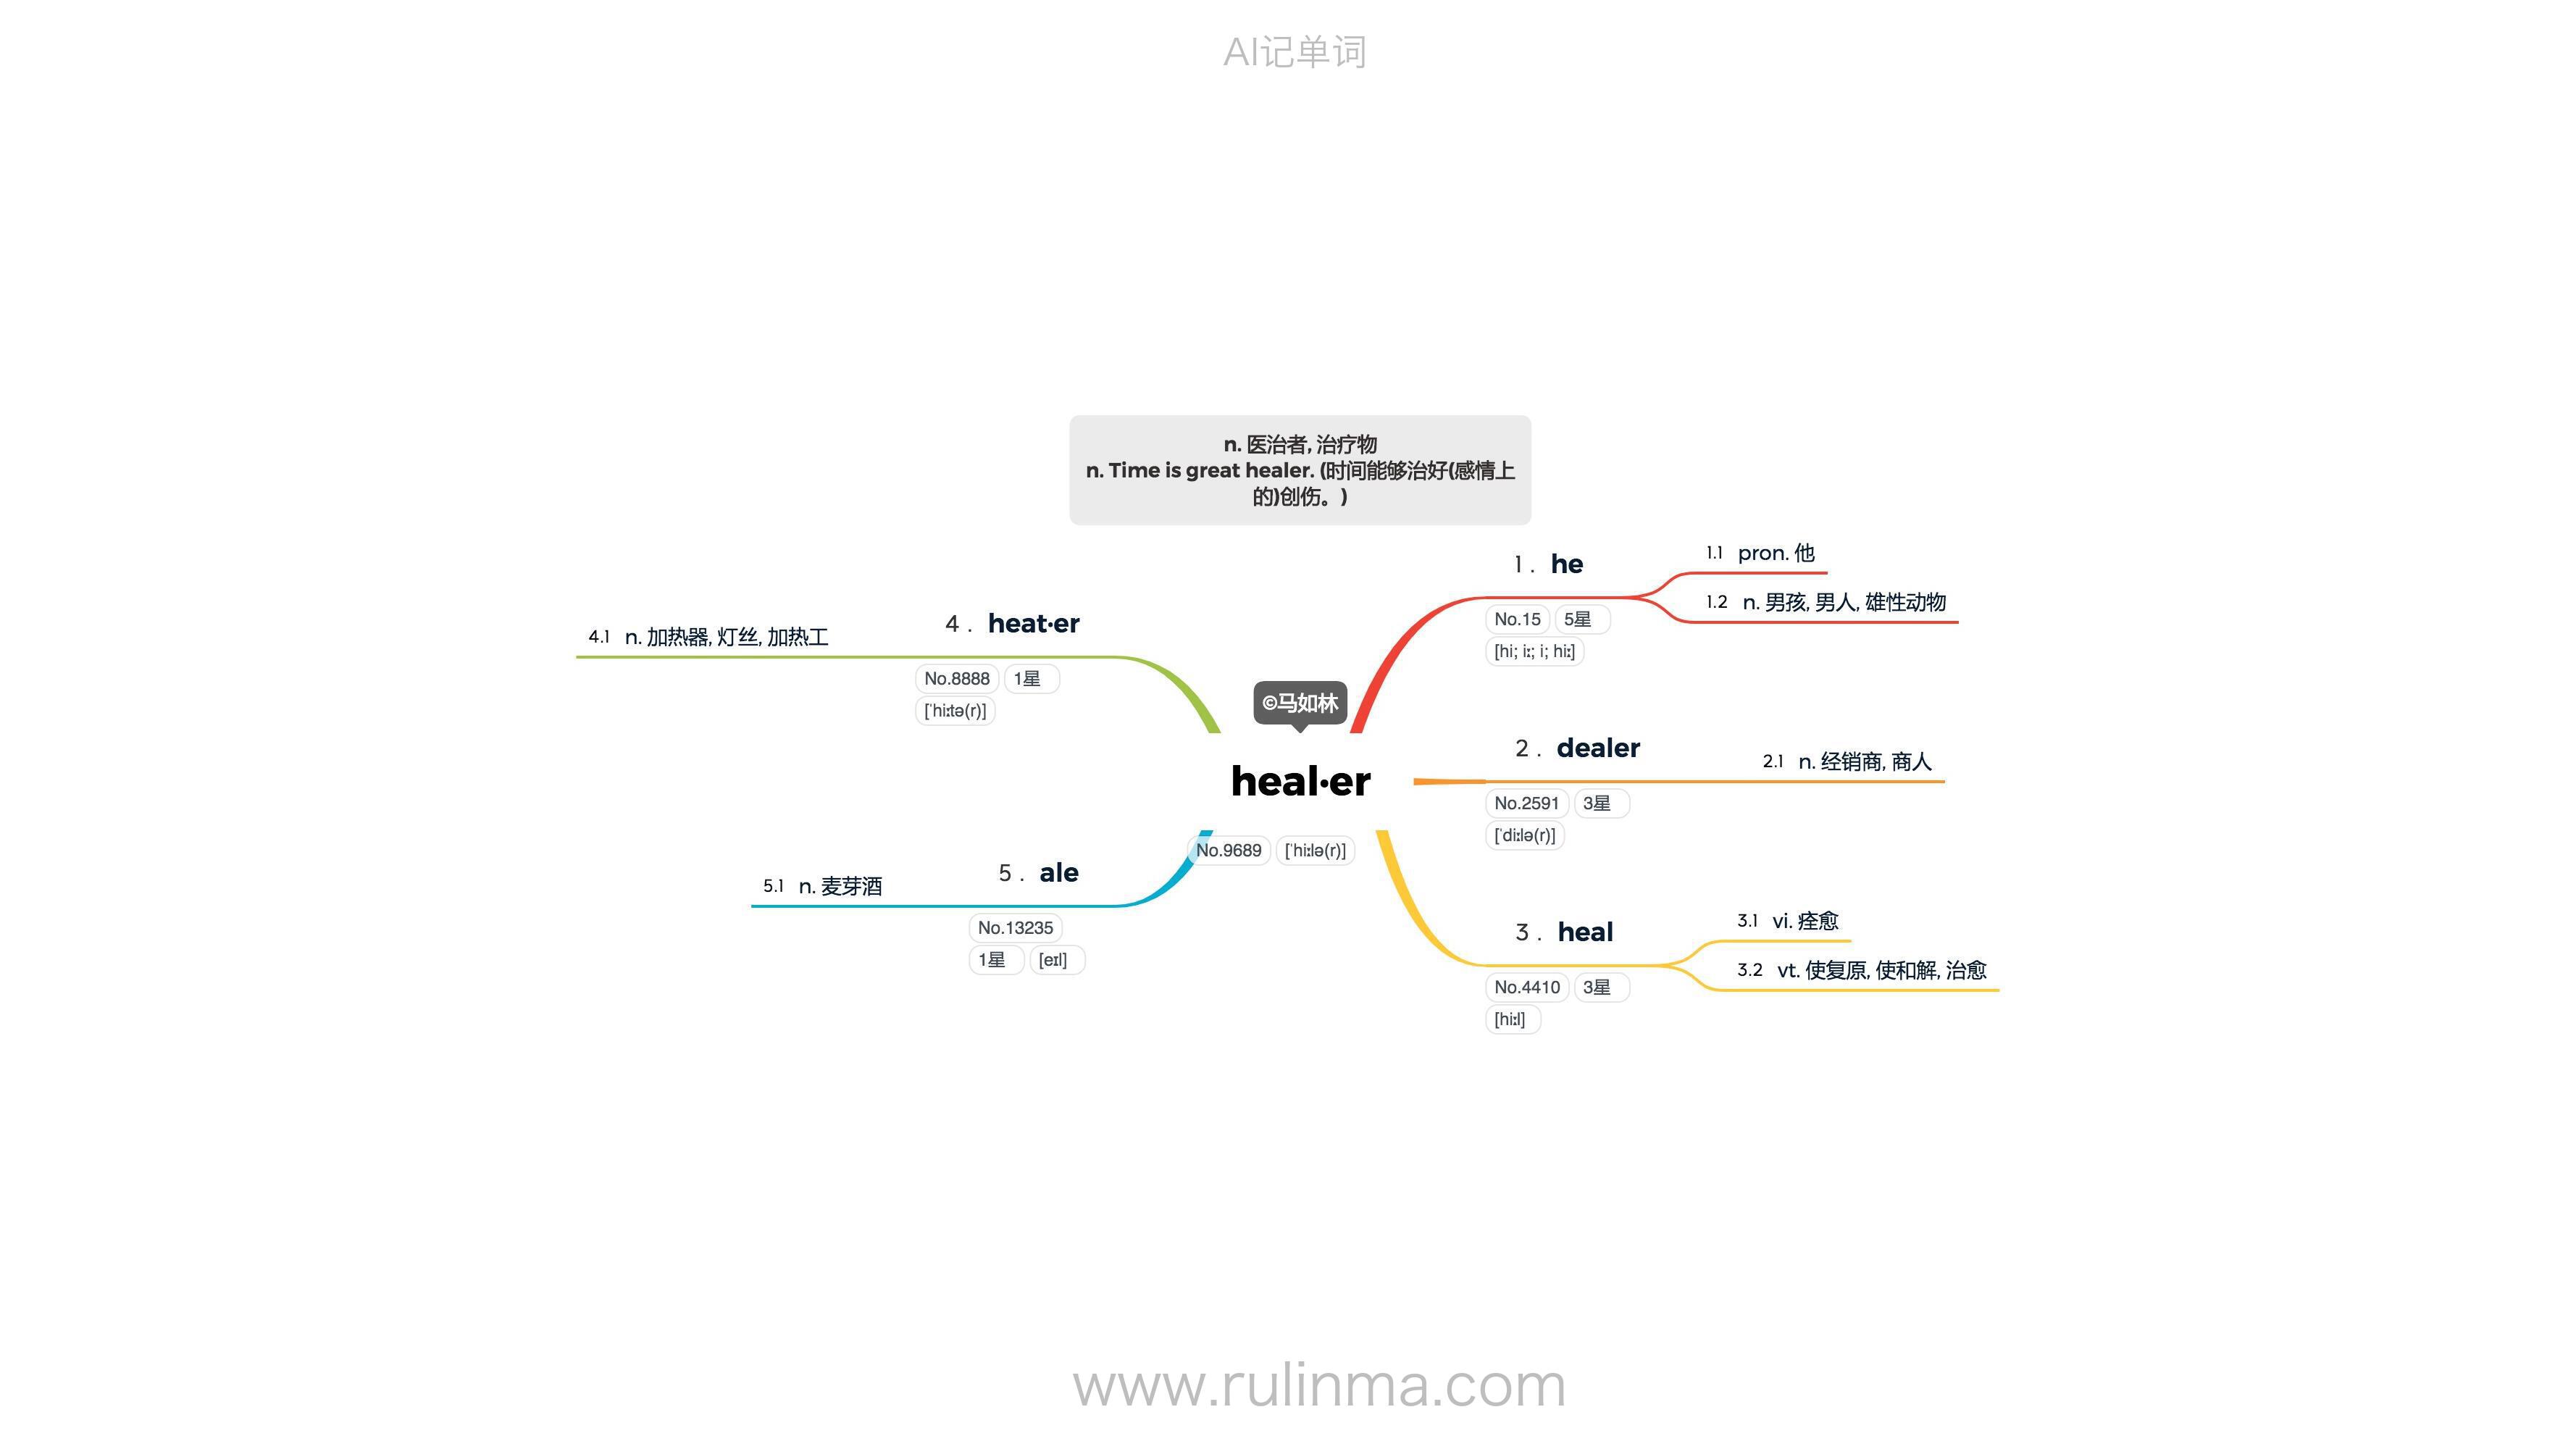 AI记单词
n. 医治者, 治疗物
n. Time is great healer. (时间能够治好(感情上
的)创伤。)
1 . he
No.15 5星
[hi; iː; i; hiː]
1.1 pron. 他
1.2 n. 男孩, 男人, 雄性动物
2 . dealer
No.2591 3星
[ˈdiːlə(r)]
2.1 n. 经销商, 商人
3 . heal
No.4410 3星
[hiːl]
3.1 vi. 痊愈
3.2 vt. 使复原, 使和解, 治愈
4 . heat·er
No.8888 1星
[ˈhiːtə(r)]
4.1 n. 加热器, 灯丝, 加热工
5 . ale
No.13235
1星 [eɪl]
5.1 n. 麦芽酒
©马如林
heal·er
No.9689 [ˈhiːlə(r)]
www.rulinma.com